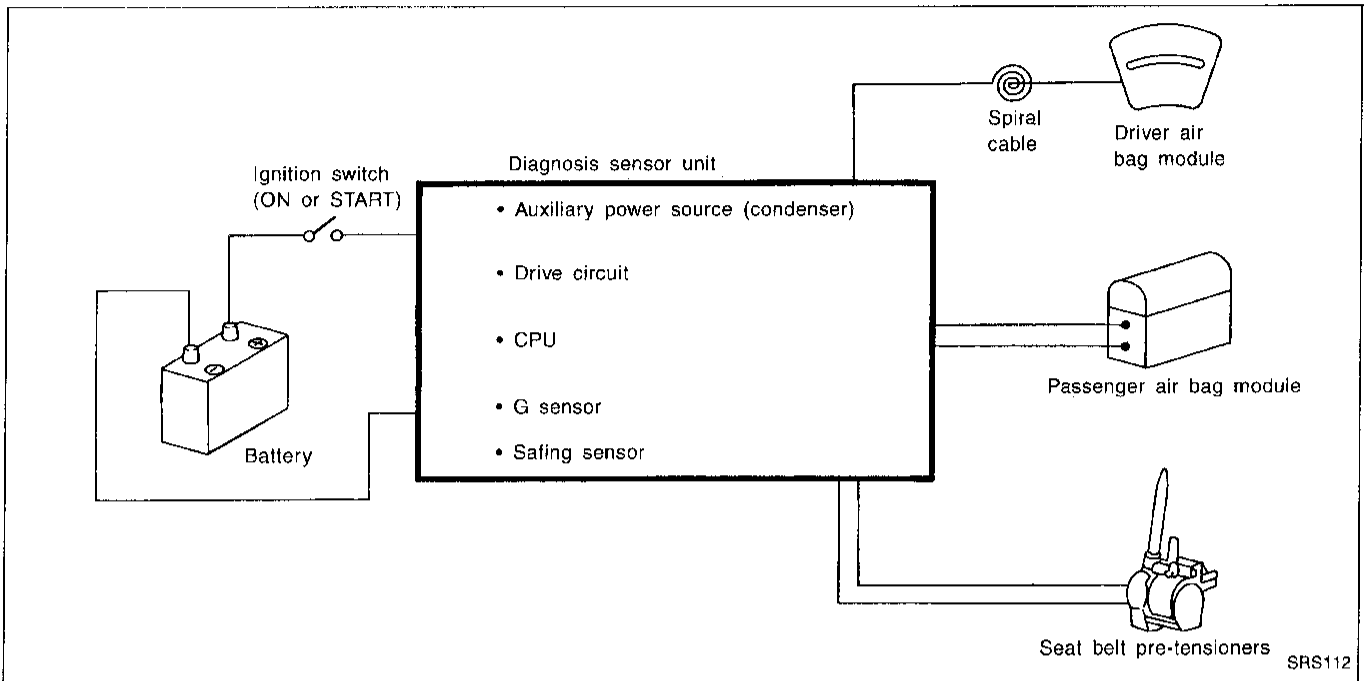 Spiral
cable
Driver air
bag module
Diagnosis sensor unit
Ignition switch
(ON or START)
• Auxiliary power source (condenser)
• Drive circuit
• CPU
• G sensor
• Safing sensor
Battery
Passenger air bag module
Seat belt pre-tensioners
SRS112